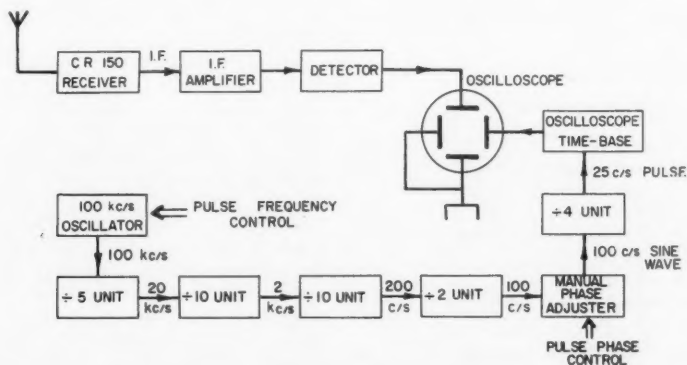 CR 150
RECEIVER
I.F.
I.F.
AMPLIFIER
DETECTOR
OSCILLOSCOPE
OSCILLOSCOPE
TIME-BASE
25 c/s PULSE
÷4 UNIT
100 c/s SINE
WAVE
100 kc/s
OSCILLATOR
PULSE FREQUENCY
CONTROL
100 kc/s
÷5 UNIT
20
kc/s
÷10 UNIT
2
kc/s
÷10 UNIT
200
c/s
÷2 UNIT
100
c/s
MANUAL
PHASE
ADJUSTER
PULSE PHASE
CONTROL